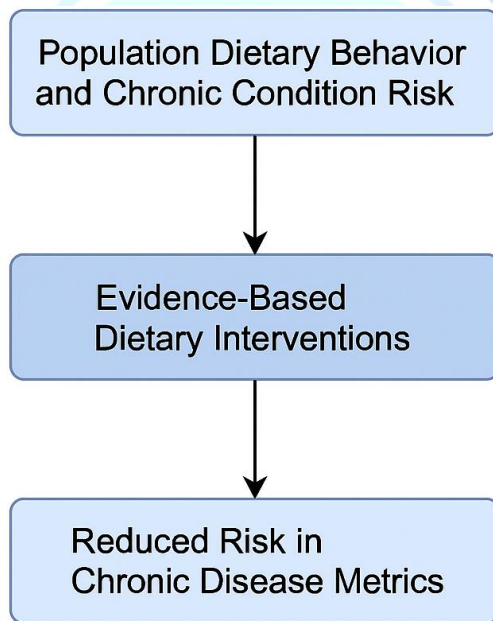 Population Dietary Behavior
and Chronic Condition Risk
Evidence-Based
Dietary Interventions
Reduced Risk in
Chronic Disease Metrics